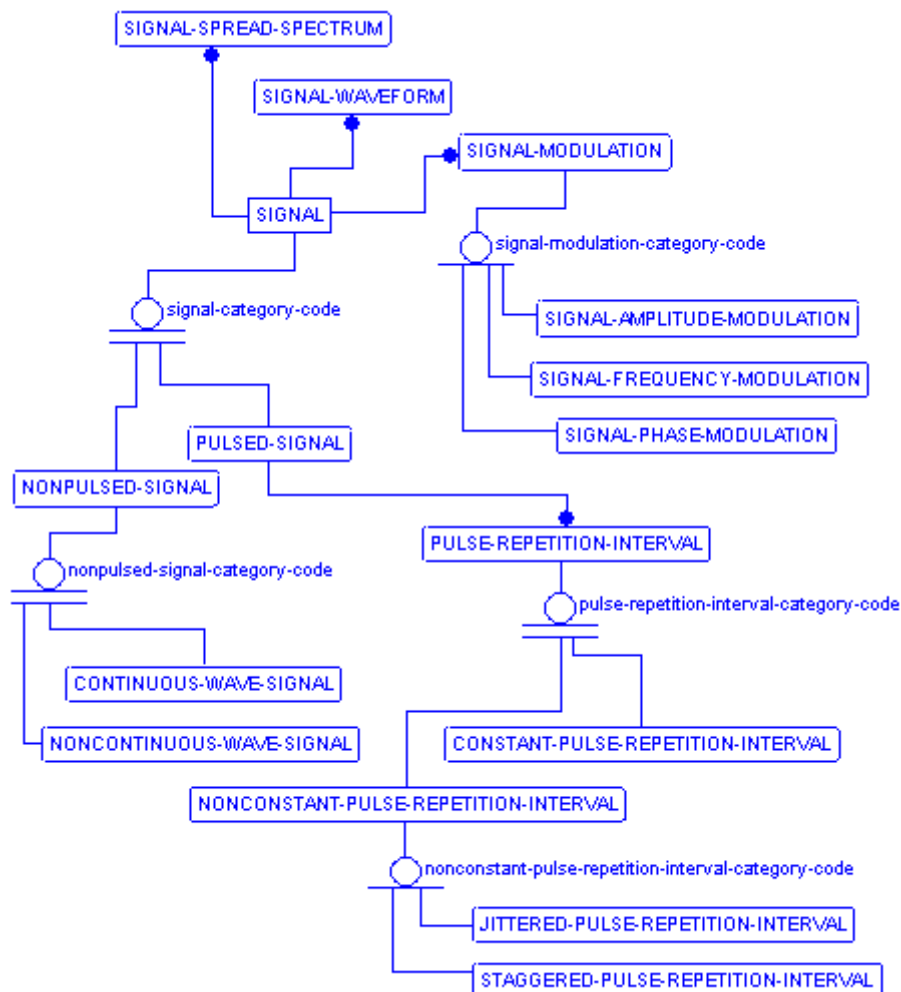 SIGNAL-SPREAD-SPECTRUM
SIGNAL-WAVEFORM
SIGNAL-MODULATION
SIGNAL
signal-modulation-category-code
signal-category-code
SIGNAL-AMPLITUDE-MODULATION
SIGNAL-FREQUENCY-MODULATION
SIGNAL-PHASE-MODULATION
PULSED-SIGNAL
NONPULSED-SIGNAL
PULSE-REPETITION-INTERVAL
nonpulsed-signal-category-code
pulse-repetition-interval-category-code
CONTINUOUS-WAVE-SIGNAL
NONCONTINUOUS-WAVE-SIGNAL
CONSTANT-PULSE-REPETITION-INTERVAL
NONCONSTANT-PULSE-REPETITION-INTERVAL
nonconstant-pulse-repetition-interval-category-code
JITTERED-PULSE-REPETITION-INTERVAL
STAGGERED-PULSE-REPETITION-INTERVAL